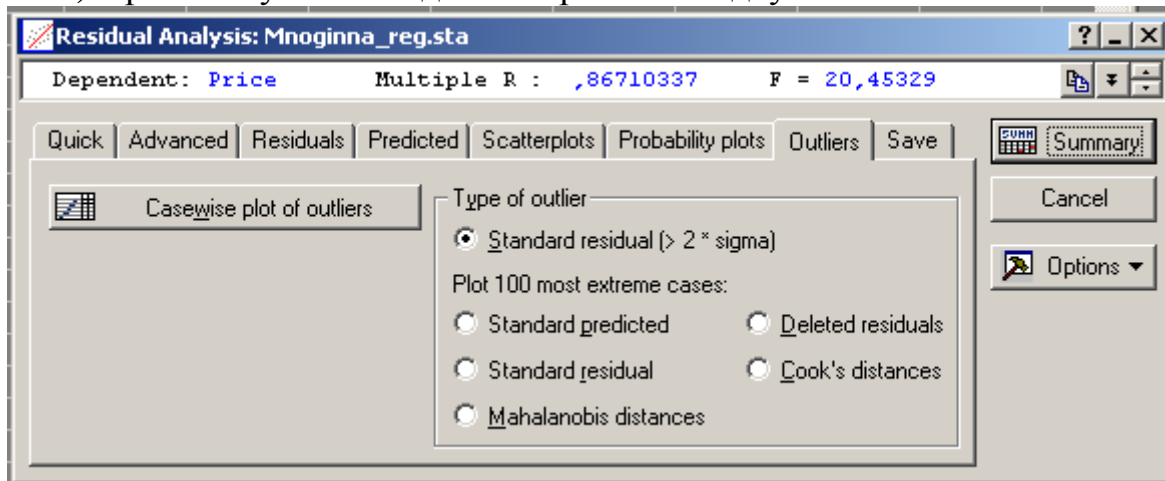 Residual Analysis: Mnoginna_reg.sta
Dependent: Price Multiple R : ,86710337 F = 20,45329
Quick Advanced Residuals Predicted Scatterplots Probability plots Outliers Save
Summary
Casewise plot of outliers
Type of outlier
Cancel
Standard residual (> 2 * sigma)
Options
Plot 100 most extreme cases:
Standard predicted Deleted residuals
Standard residual Cook's distances
Mahalanobis distances